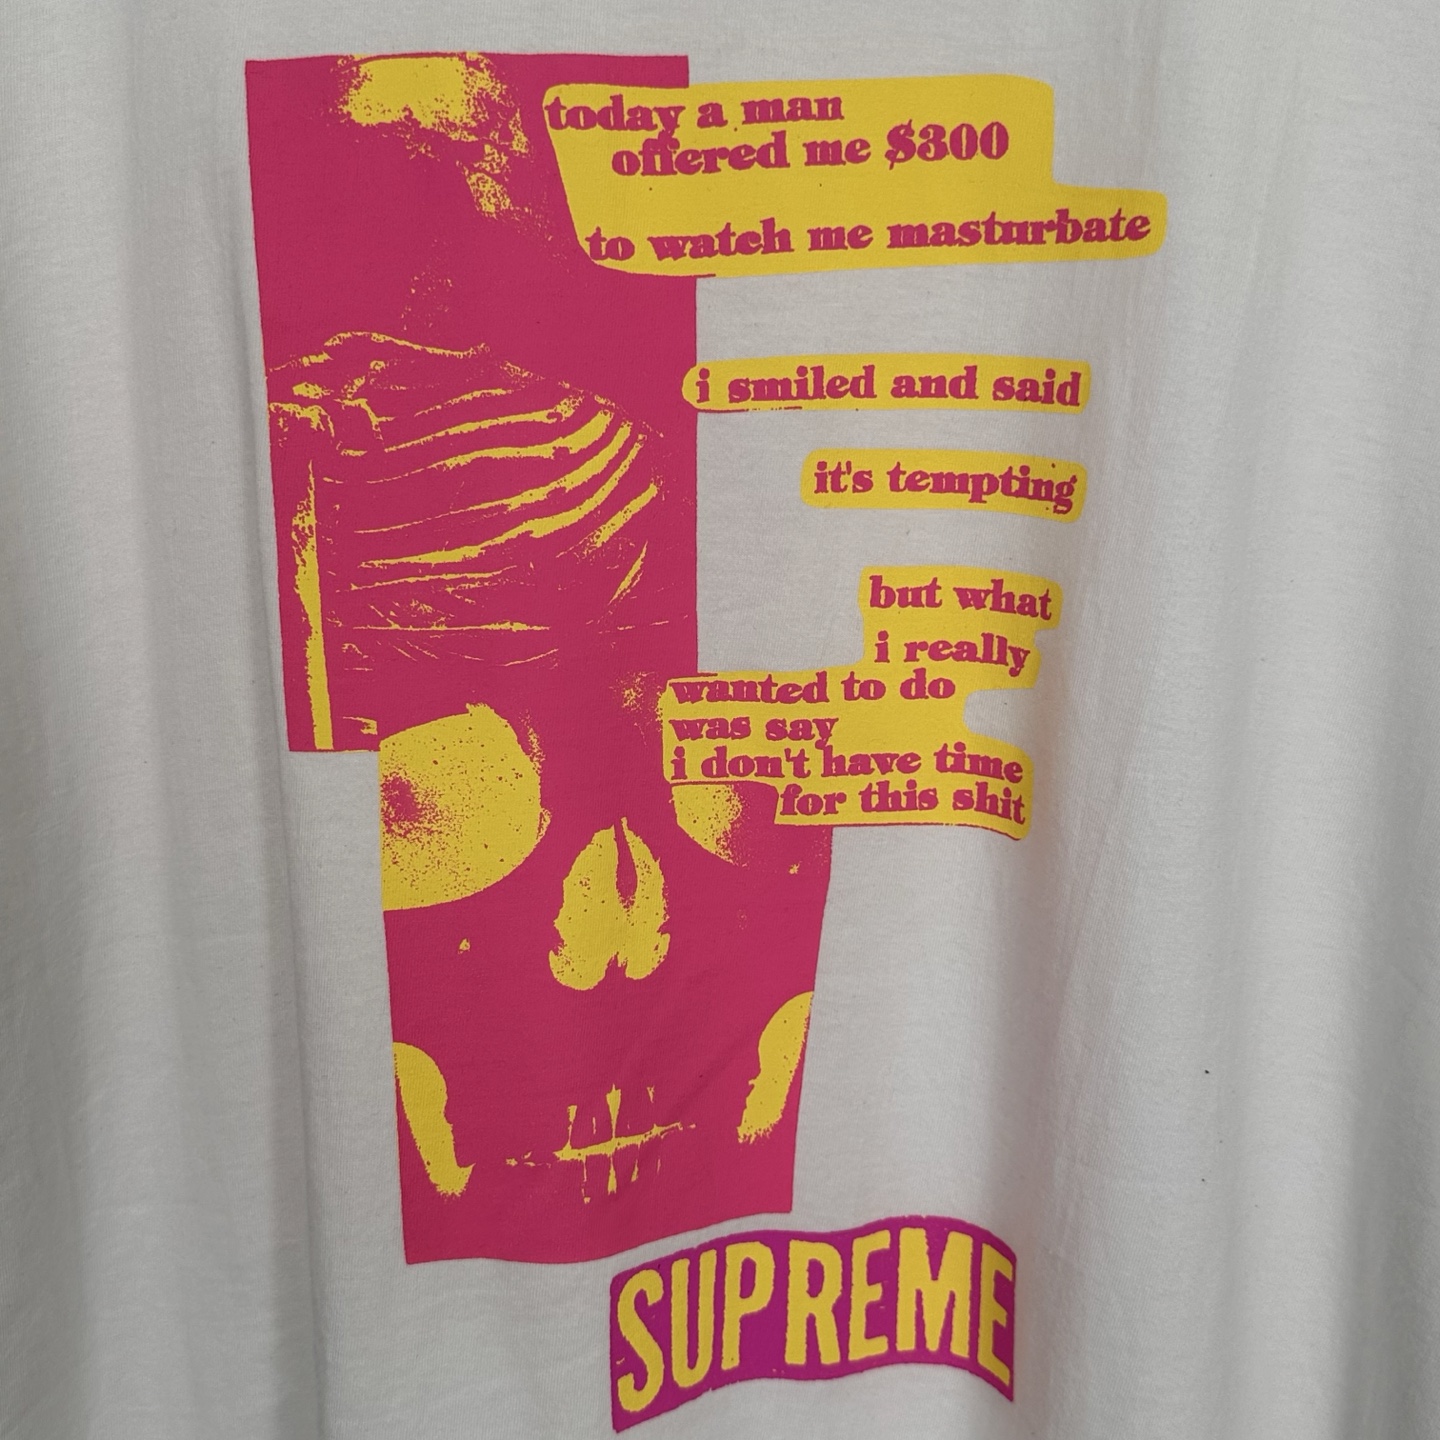 today a man
offered me $300
to watch me masturbate
i smiled and said
it's tempting
but what
i really
wanted to do
was say
i don't have time
for this shit
SUPREME